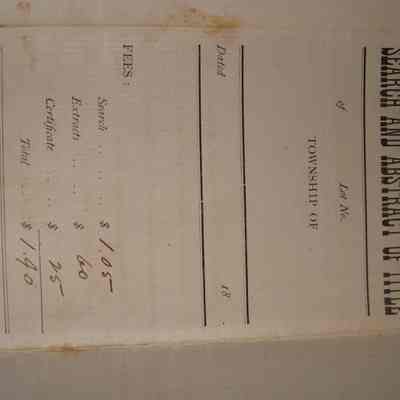 SEARCH AND ABSTRACT OF TITLE
Lot No.
of
TOWNSHIP OF
Dated 18
FEES:
Search .. .. .. $ 1.05
Extracts .. .. $ 60
Certificate .. .. $ 25
Total .. $ 1.90